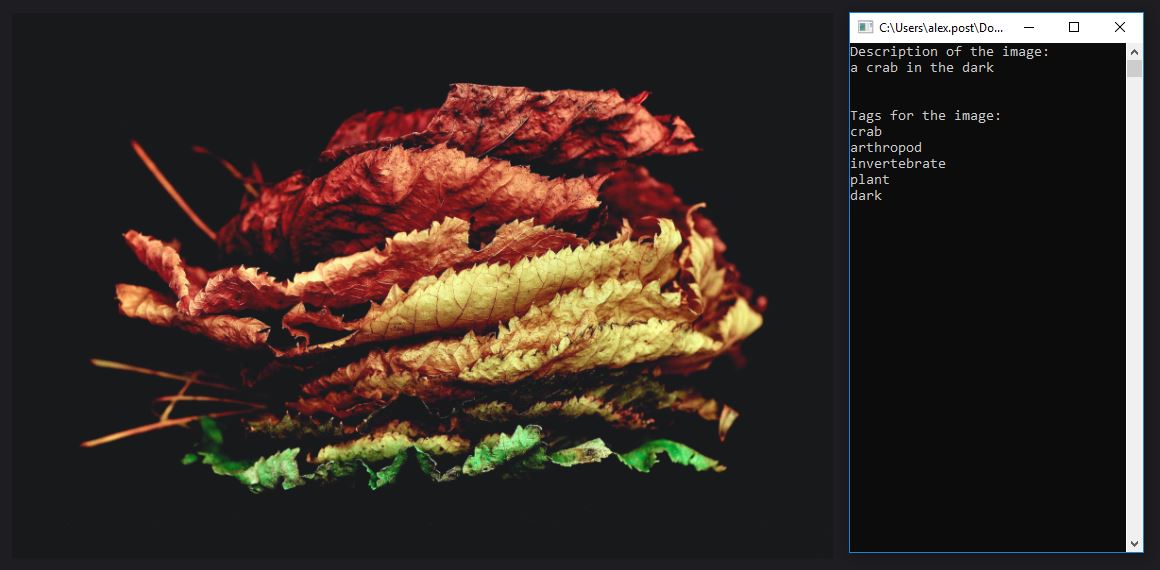 C:\Users\alex.post\Do...
Description of the image:
a crab in the dark
Tags for the image:
crab
arthropod
invertebrate
plant
dark